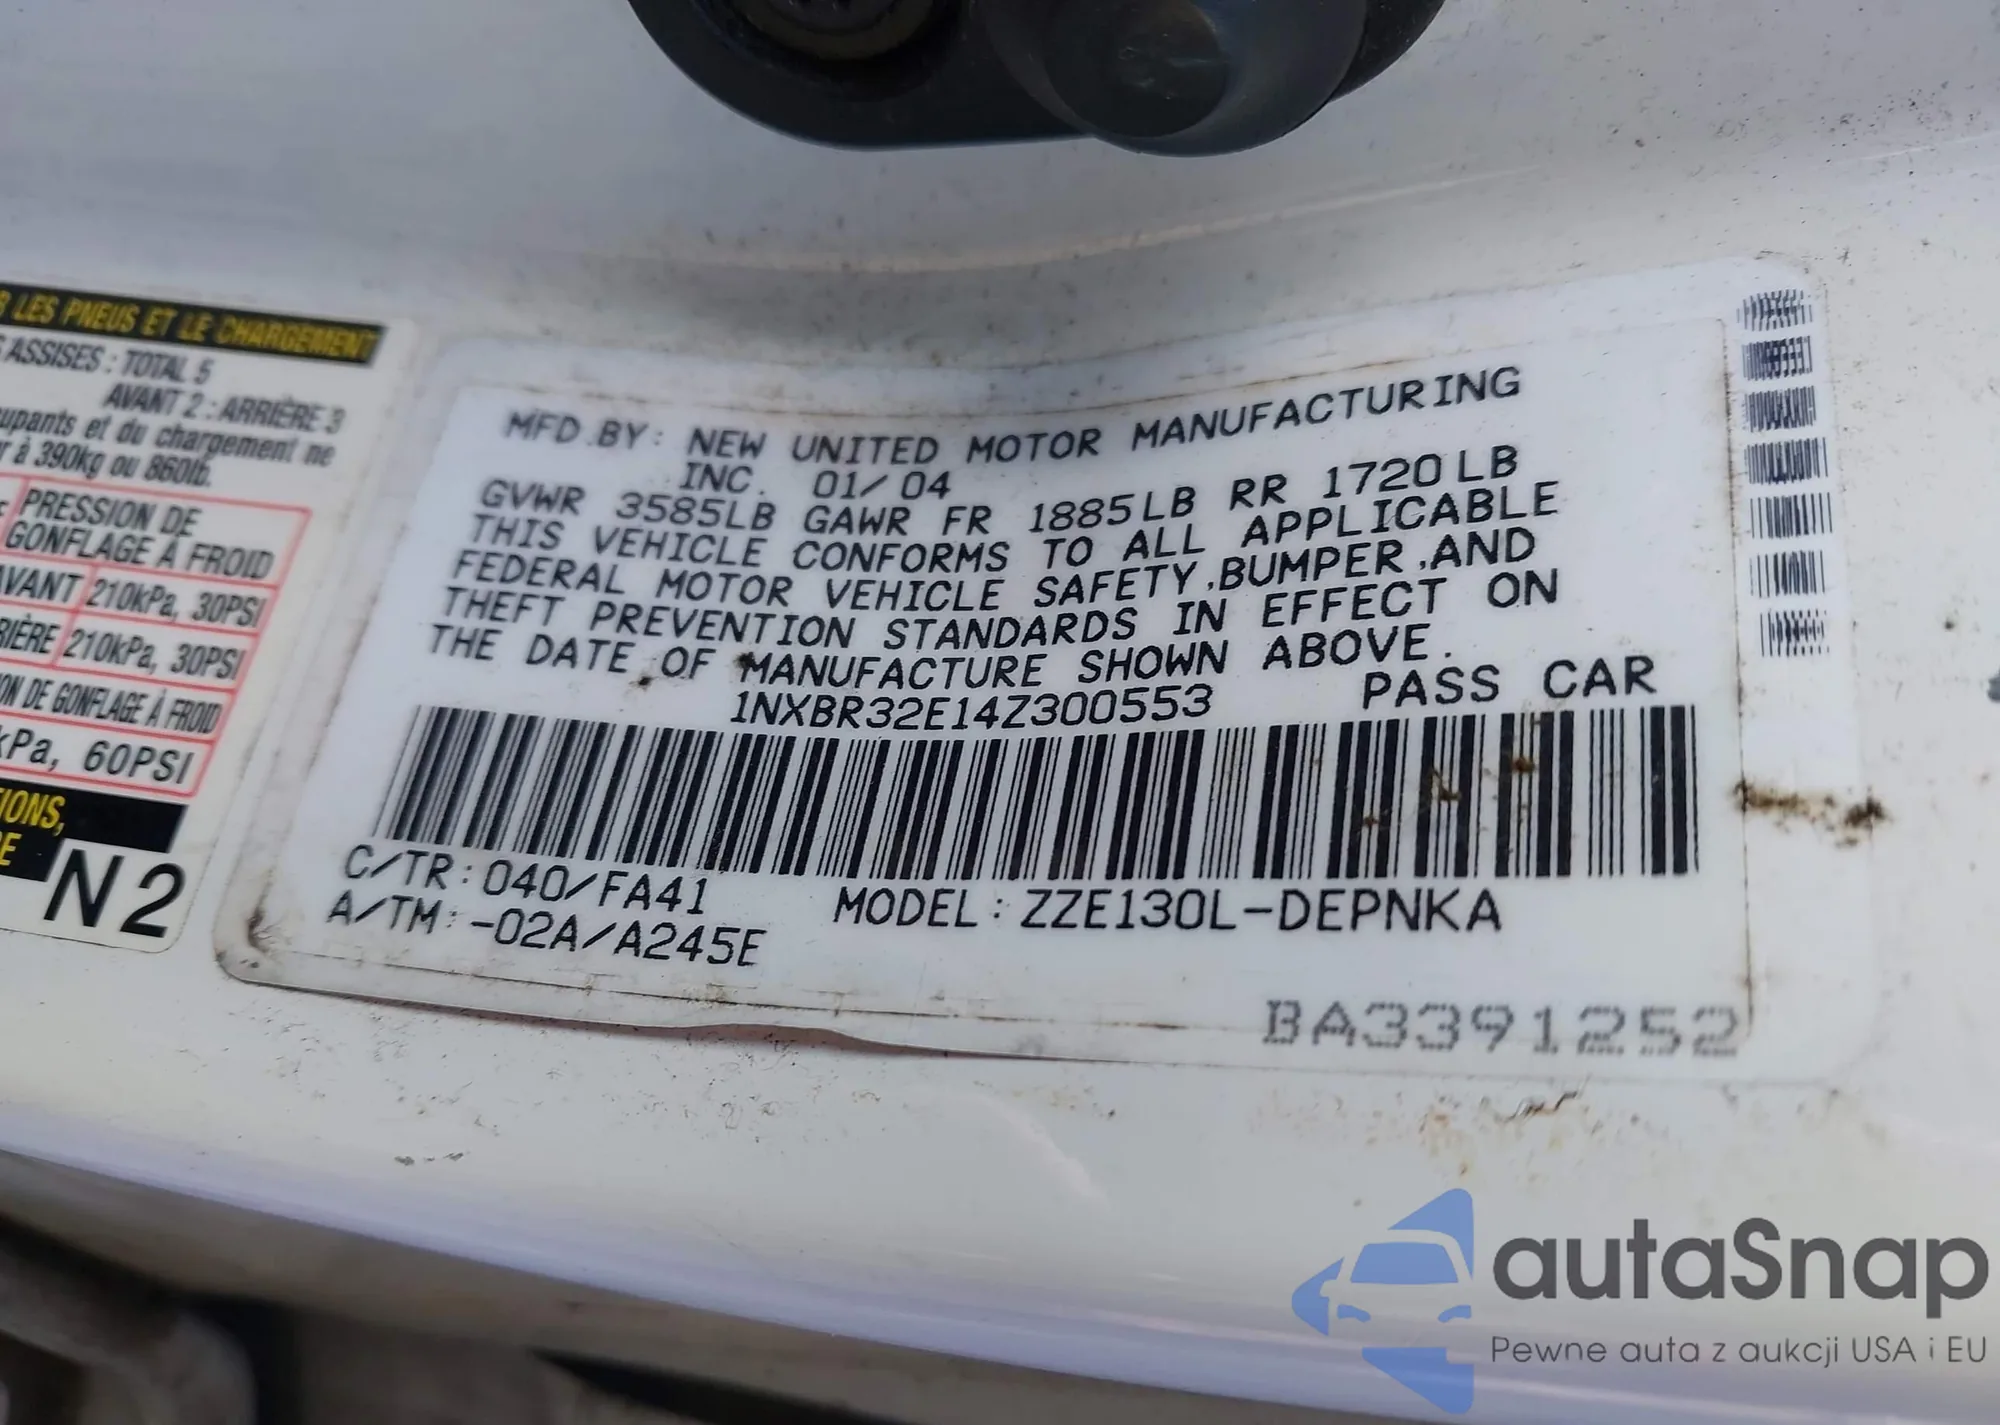 LES PNEUS ET LE CHARGEMENT
ASSISES : TOTAL 5
AVANT 2 : ARRIÈRE 3
et du chargement ne
à 390kg ou 860lb.
PRESSION DE
GONFLAGE À FROID
AVANT 210kPa, 30PSI
210kPa, 30PSI
DE GONFLAGE À FROID
kPa, 60PSI
N2
MFD.BY: NEW UNITED MOTOR MANUFACTURING
INC. 01/04
GVWR 3585LB GAWR FR 1885LB RR 1720LB
THIS VEHICLE CONFORMS TO ALL APPLICABLE
FEDERAL MOTOR VEHICLE SAFETY,BUMPER,AND
THEFT PREVENTION STANDARDS IN EFFECT ON
THE DATE OF MANUFACTURE SHOWN ABOVE.
1NXBR32E14Z300553 PASS CAR
C/TR:040/FA41 MODEL:ZZE130L-DEPNKA
A/TM:-02A/A245E
BA3391252
autaSnap
Pewne auta z aukcji USA i EU